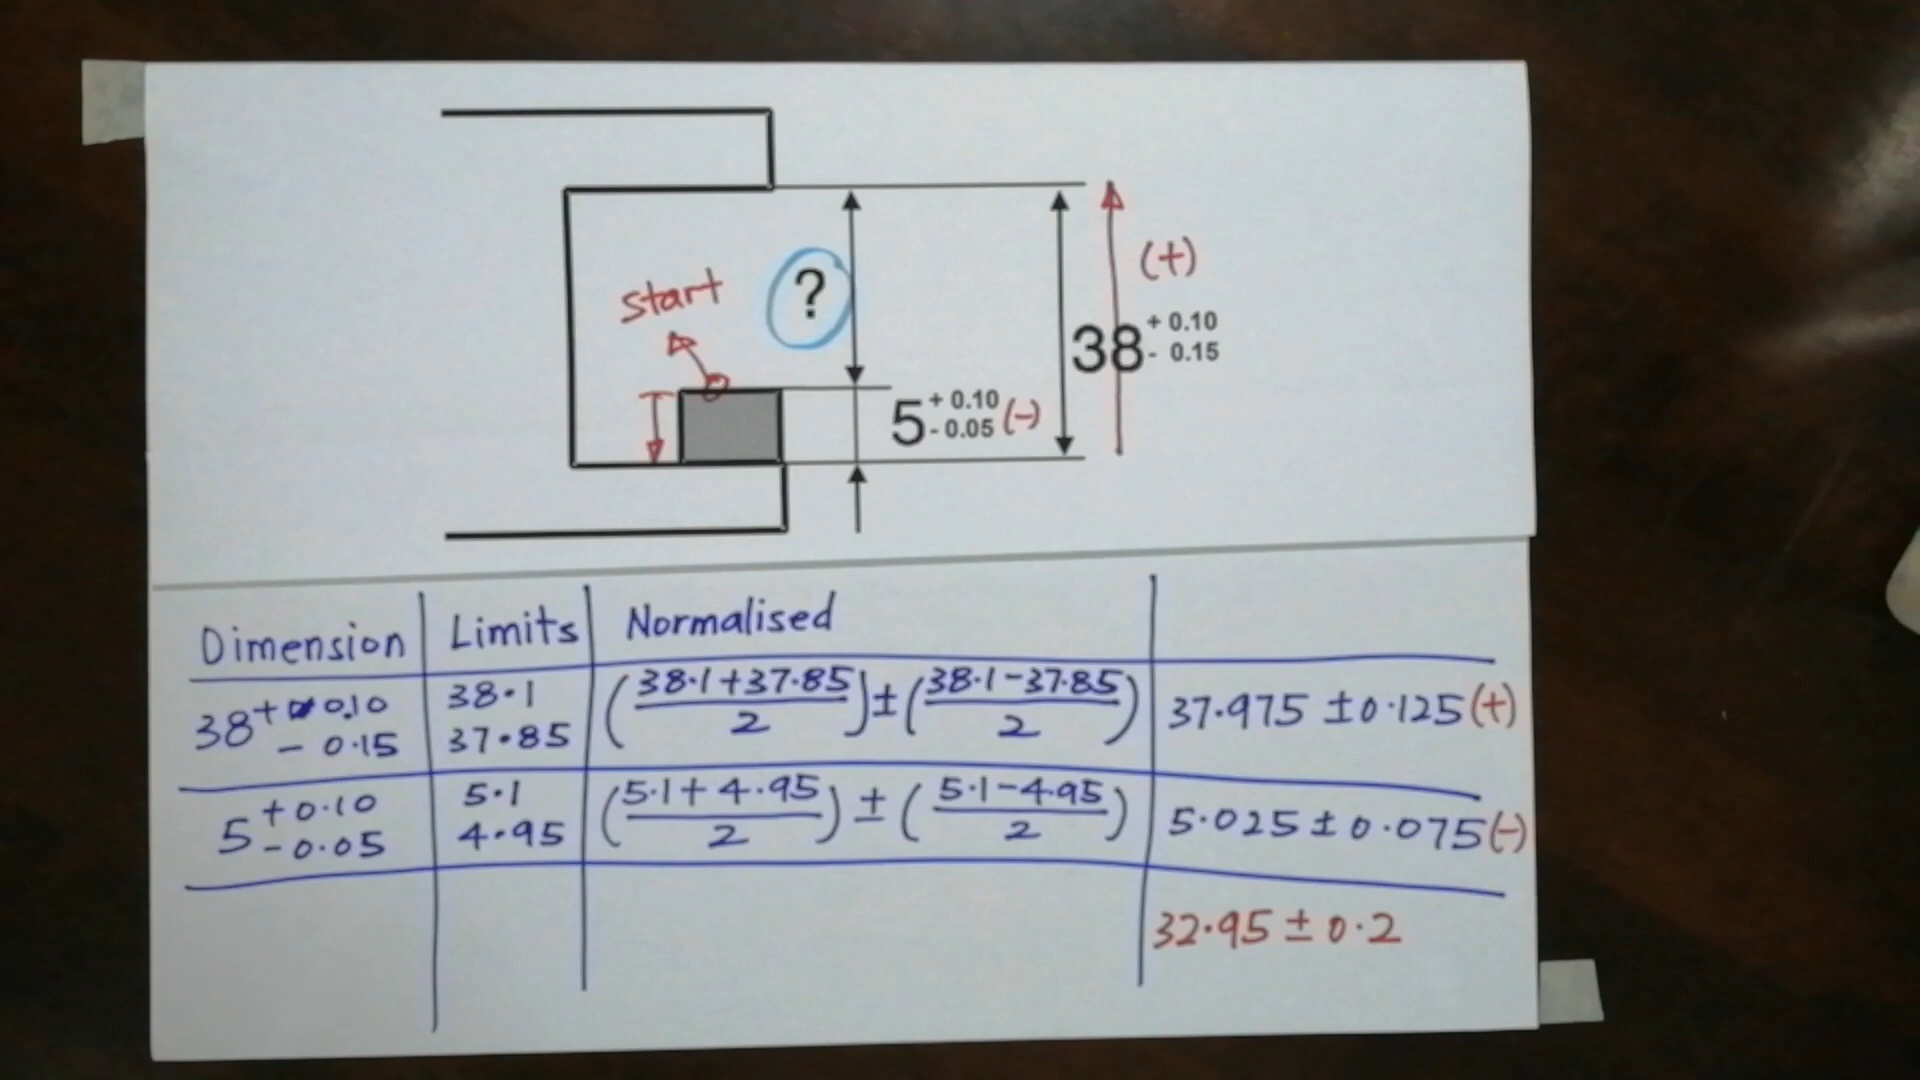 (+)
start
?
38 + 0.10 - 0.15
5 + 0.10 - 0.05 (-)
Dimension Limits Normalised
38 + 0.10 - 0.15 38.1 37.85 (38.1+37.85 / 2) ± (38.1-37.85 / 2) 37.975 ±0.125 (+)
5 +0.10 -0.05 5.1 4.95 (5.1+4.95 / 2) ± (5.1-4.95 / 2) 5.025 ±0.075 (-)
32.95 ± 0.2